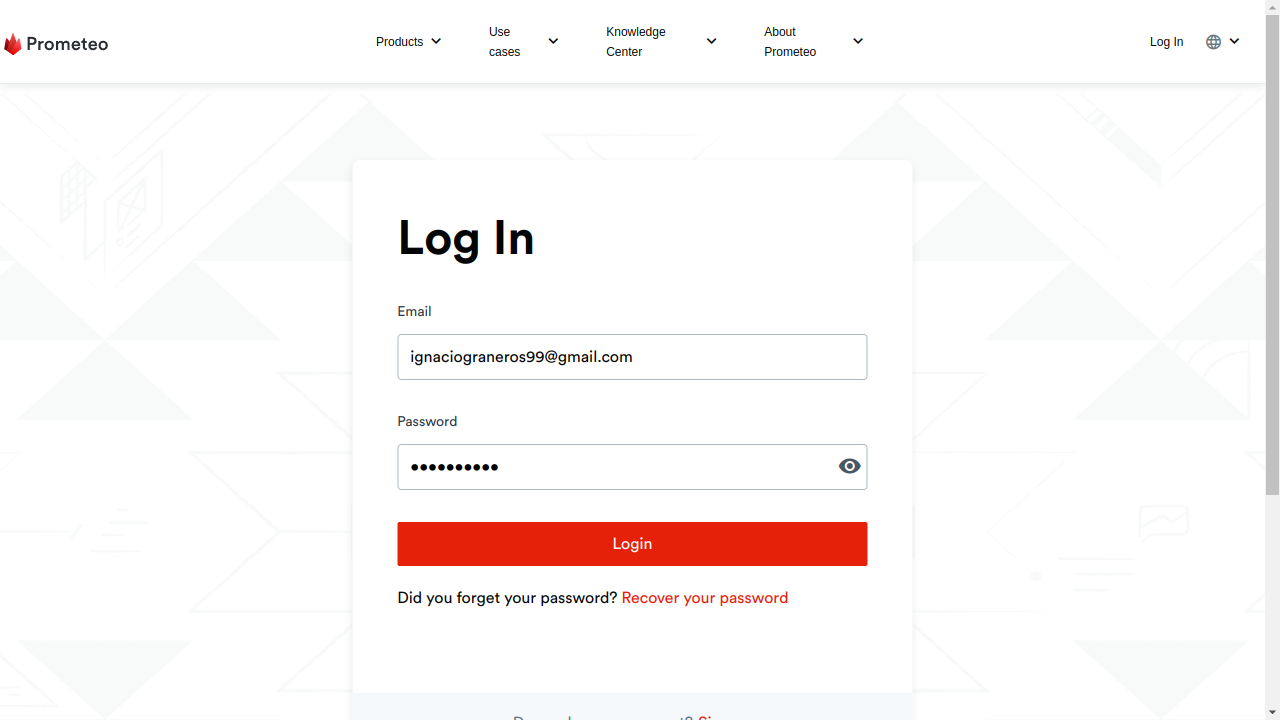 Prometeo
Products
Use cases
Knowledge Center
About Prometeo
Log In
Log In
Email
ignaciograneros99@gmail.com
Password
••••••••••
Login
Did you forget your password? Recover your password